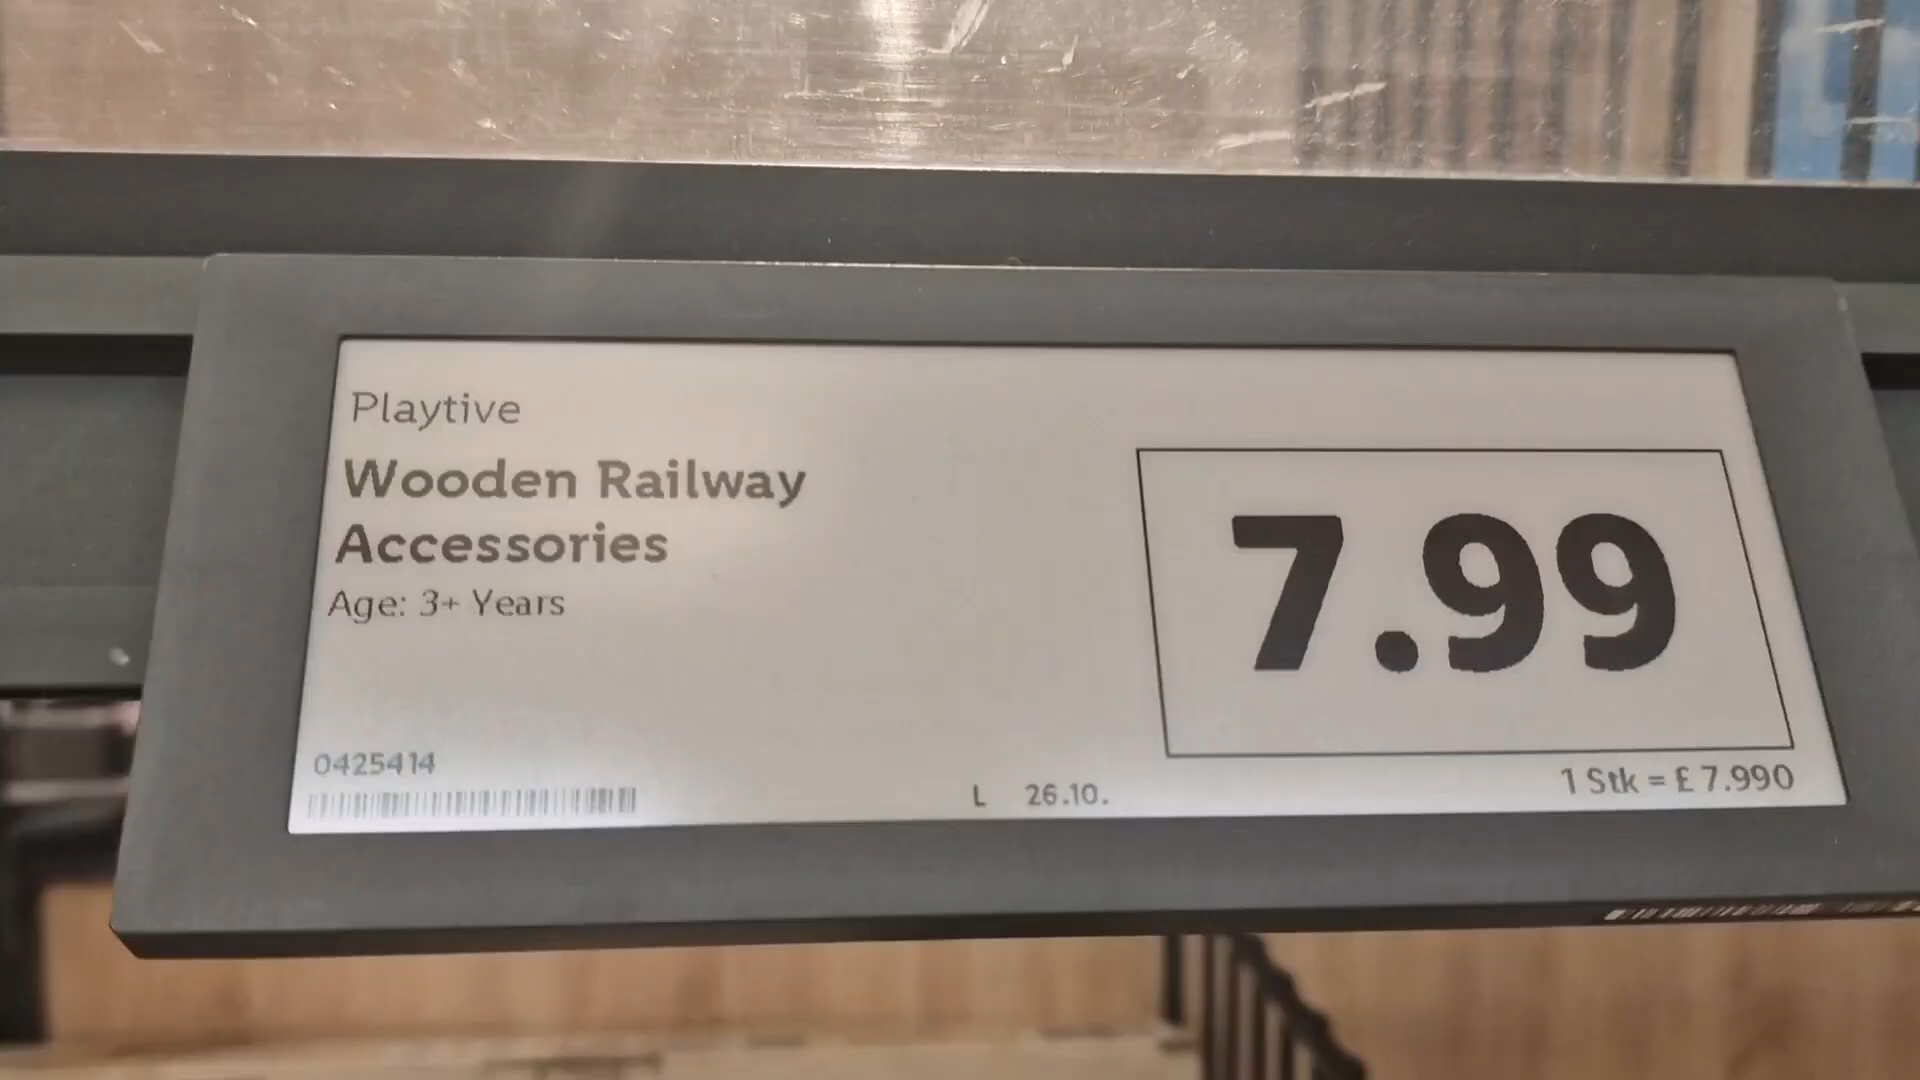 Playtive
Wooden Railway
Accessories
Age: 3+ Years
7.99
1 Stk = £ 7.990
0425414
L 26.10.